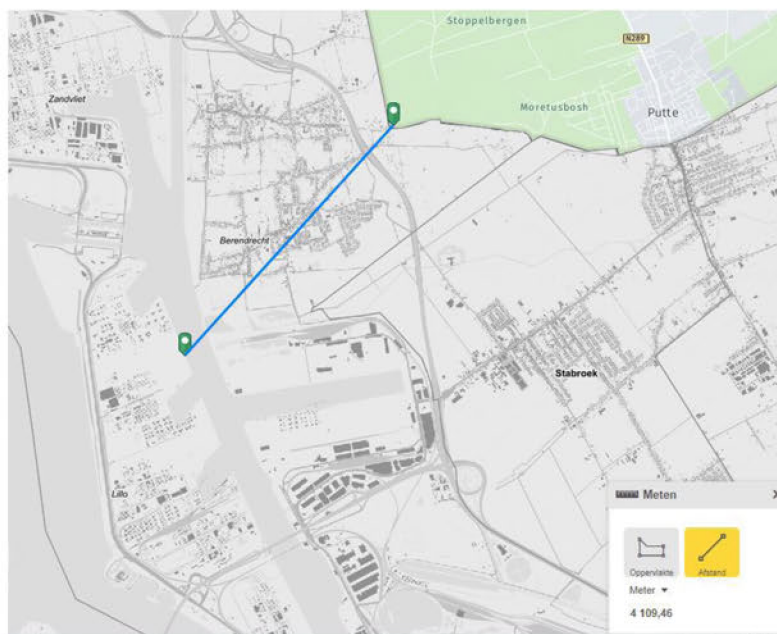 Stoppelbergen
N289
Zandvliet
Moretusbosh
Putte
Berendrecht
Stabroek
Lillo
Meten
Oppervlakte
Afstand
Meter
4 109,46